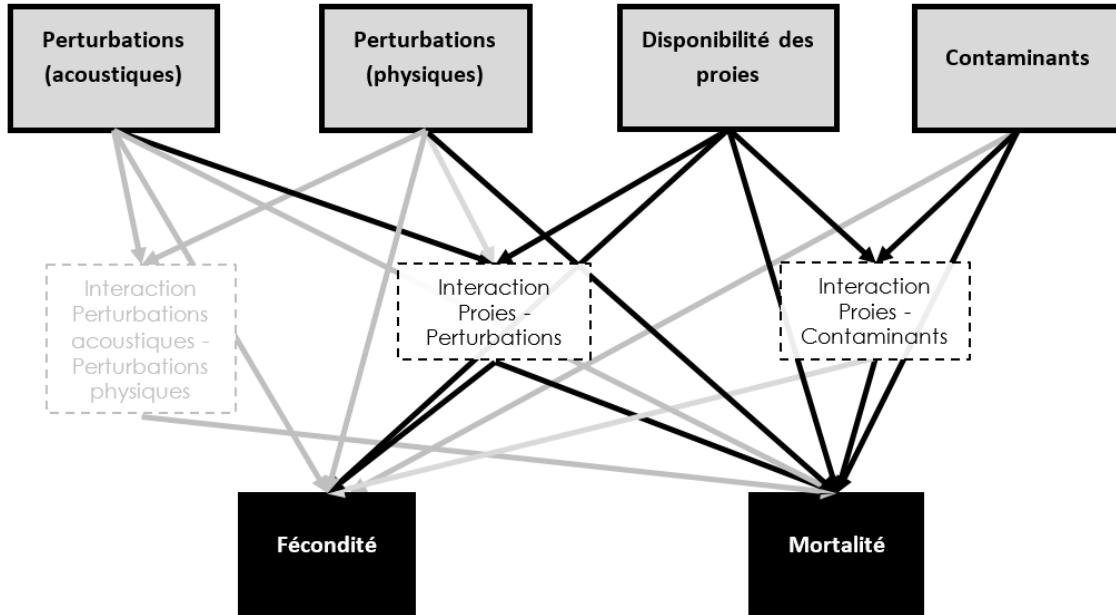 Perturbations
(acoustiques)
Perturbations
(physiques)
Disponibilité des
proies
Contaminants
Interaction
Perturbations
acoustiques -
Perturbations
physiques
Interaction
Proies -
Perturbations
Interaction
Proies -
Contaminants
Fécondité
Mortalité